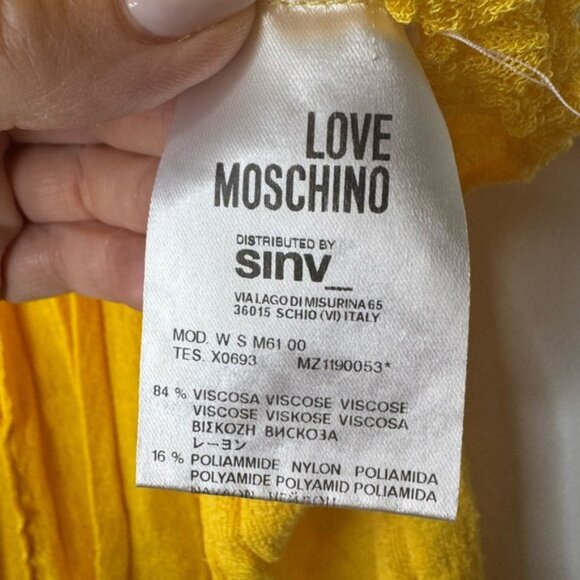 LOVE
MOSCHINO
DISTRIBUTED BY
sinv_
VIA LAGO DI MISURINA 65
36015 SCHIO (VI) ITALY
MOD. W S M61 00
TES. X0693 MZ1190053*
84 % VISCOSA VISCOSE VISCOSE
VISCOSE VISKOSE VISCOSA
ΒΙΣΚΟΖΗ ВИСКОЗА
レーヨン
16 % POLIAMMIDE NYLON POLIAMIDA
POLYAMIDE POLYAMID POLIAMIDA